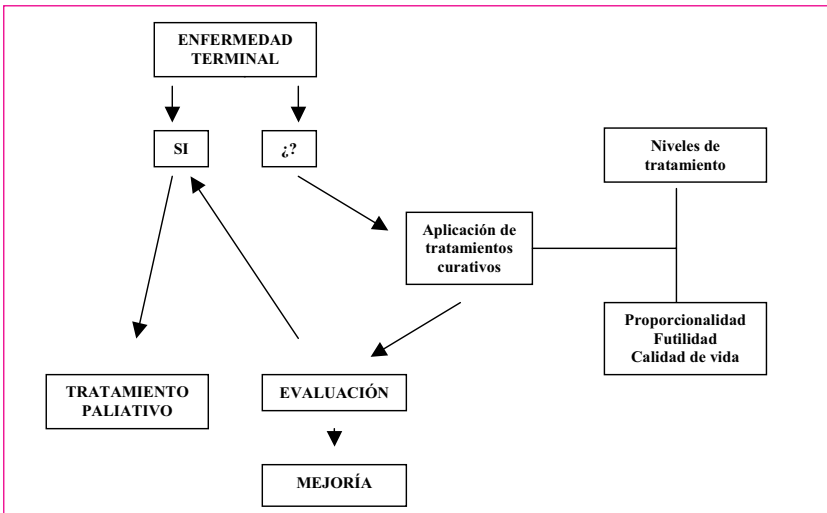 ENFERMEDAD
TERMINAL
SI
¿?
Niveles de
tratamiento
Aplicación de
tratamientos
curativos
Proporcionalidad
Futilidad
Calidad de vida
TRATAMIENTO
PALIATIVO
EVALUACIÓN
MEJORÍA